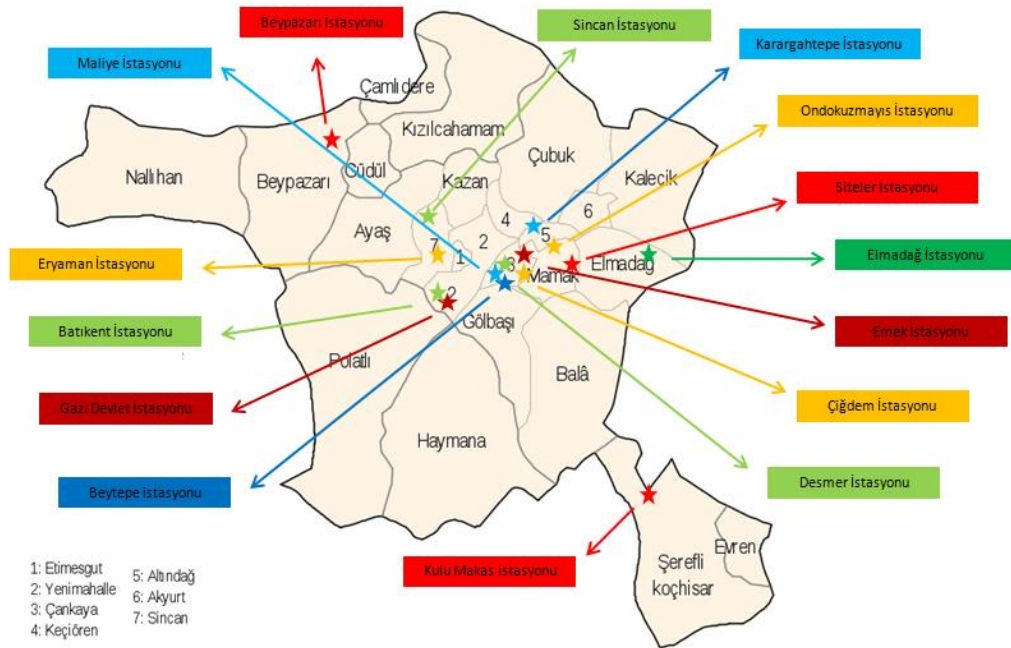 Beypazarı İstasyonu
Sincan İstasyonu
Maliye İstasyonu
Karargahtepe İstasyonu
Çamlıdere
Ondokuzmayıs İstasyonu
Kızılcahamam
Çubuk
Nallıhan
Beypazarı
Güdül
Kazan
Kalecik
Siteler İstasyonu
4
6
Ayaş
7
2
5
1
3
Mamak
Elmadağ
Elmadağ İstasyonu
Eryaman İstasyonu
2
Gölbaşı
Batıkent İstasyonu
Emek İstasyonu
Polatlı
Balâ
Gazi Devlet İstasyonu
Çiğdem İstasyonu
Haymana
Beytepe istasyonu
Desmer İstasyonu
Evren
Şerefli
koçhisar
Kulu Makas istasyonu
1: Etimesgut
2: Yenimahalle
3: Çankaya
4: Keçiören
5: Altındağ
6: Akyurt
7: Sincan